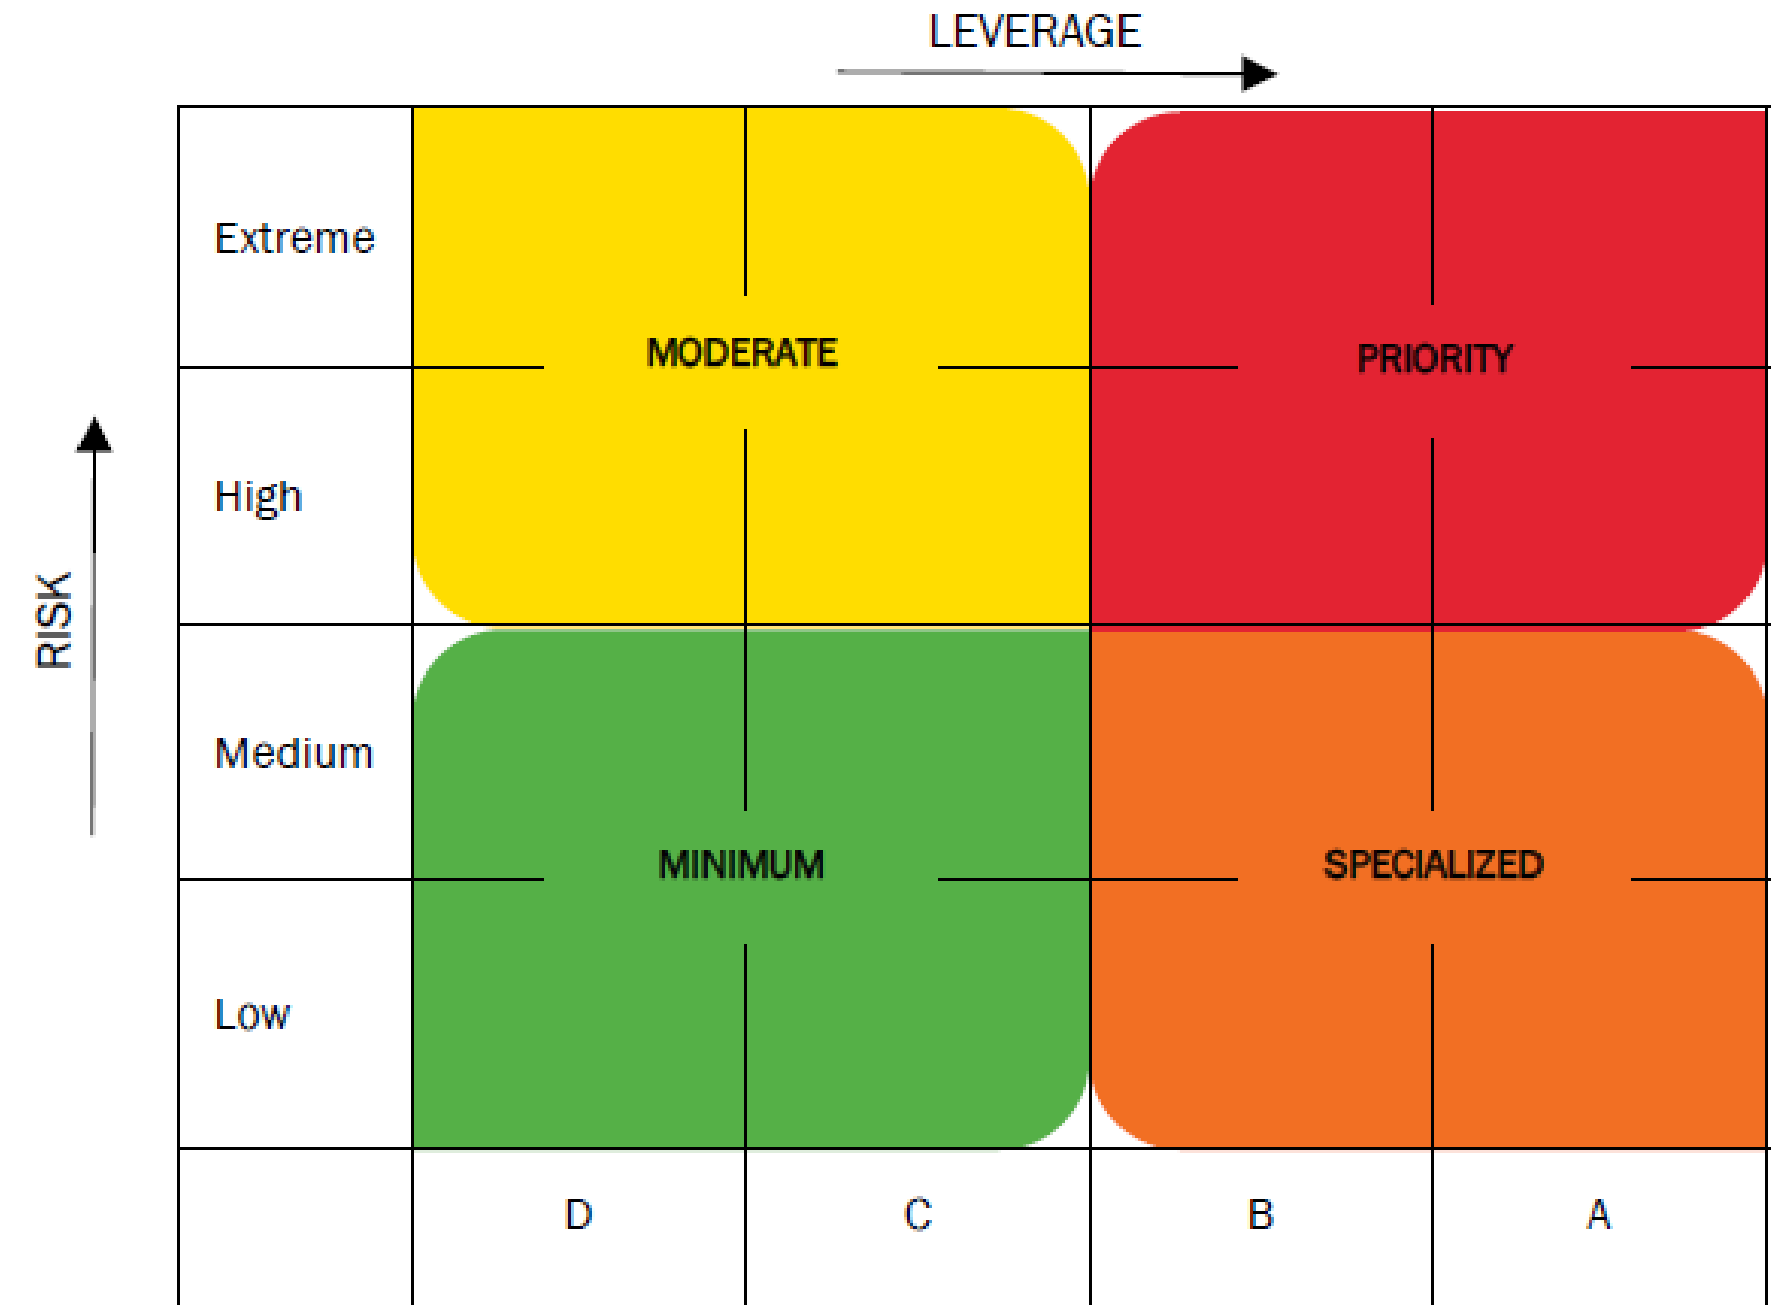 LEVERAGE
Extreme
MODERATE
PRIORITY
High
RISK
Medium
MINIMUM
SPECIALIZED
Low
D
C
B
A